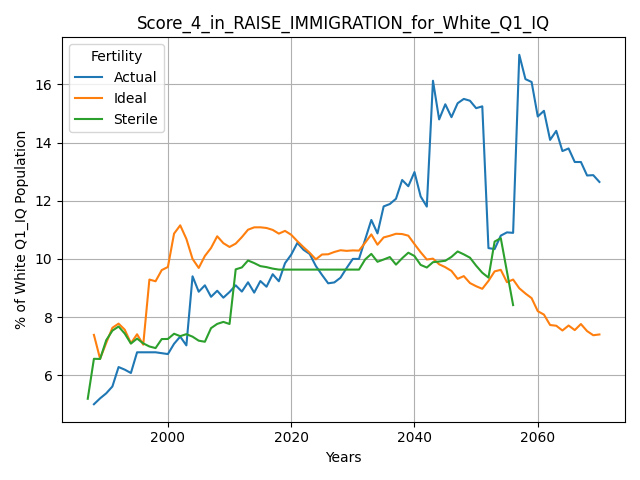 Score_4_in_RAISE_IMMIGRATION_for_White_Q1_IQ
Fertility
Actual
Ideal
Sterile
% of White Q1_IQ Population
16
14
12
10
8
6
2000
2020
2040
2060
Years